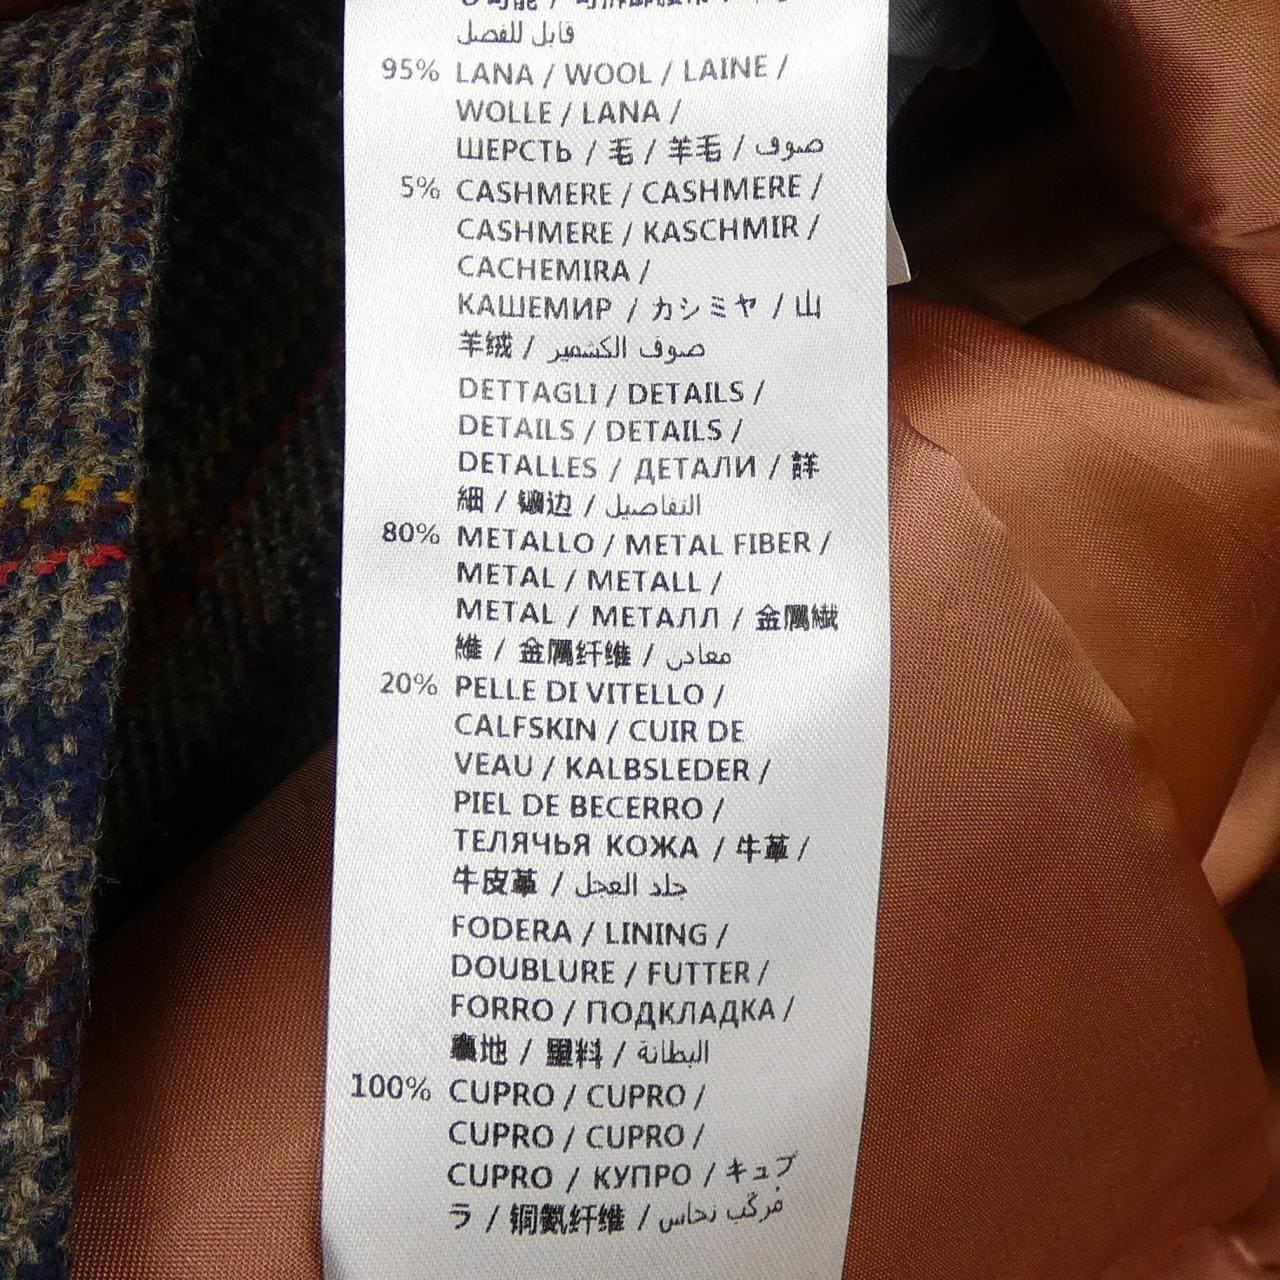 قابل للفصل
95% LANA / WOOL / LAINE /
WOLLE / LANA /
ШЕРСТЬ / 毛 / 羊毛 / صوف
5% CASHMERE / CASHMERE /
CASHMERE / KASCHMIR /
CACHEMIRA /
КАШЕМИР / カシミヤ / 山
羊绒 / صوف الكشمير
DETTAGLI / DETAILS /
DETAILS / DETAILS /
DETALLES / ДЕТАЛИ / 詳
細 / 镶边 / التفاصيل
80% METALLO / METAL FIBER /
METAL / METALL /
METAL / МЕТАЛЛ / 金属繊
維 / 金属纤维 / معادن
20% PELLE DI VITELLO /
CALFSKIN / CUIR DE
VEAU / KALBSLEDER /
PIEL DE BECERRO /
ТЕЛЯЧЬЯ КОЖА / 牛革 /
牛皮革 / جلد العجل
FODERA / LINING /
DOUBLURE / FUTTER /
FORRO / ПОДКЛАДКА /
裏地 / 里料 / البطانة
100% CUPRO / CUPRO /
CUPRO / CUPRO /
CUPRO / КУПРО / キュプ
ラ / 铜氨纤维 / مركب نحاس